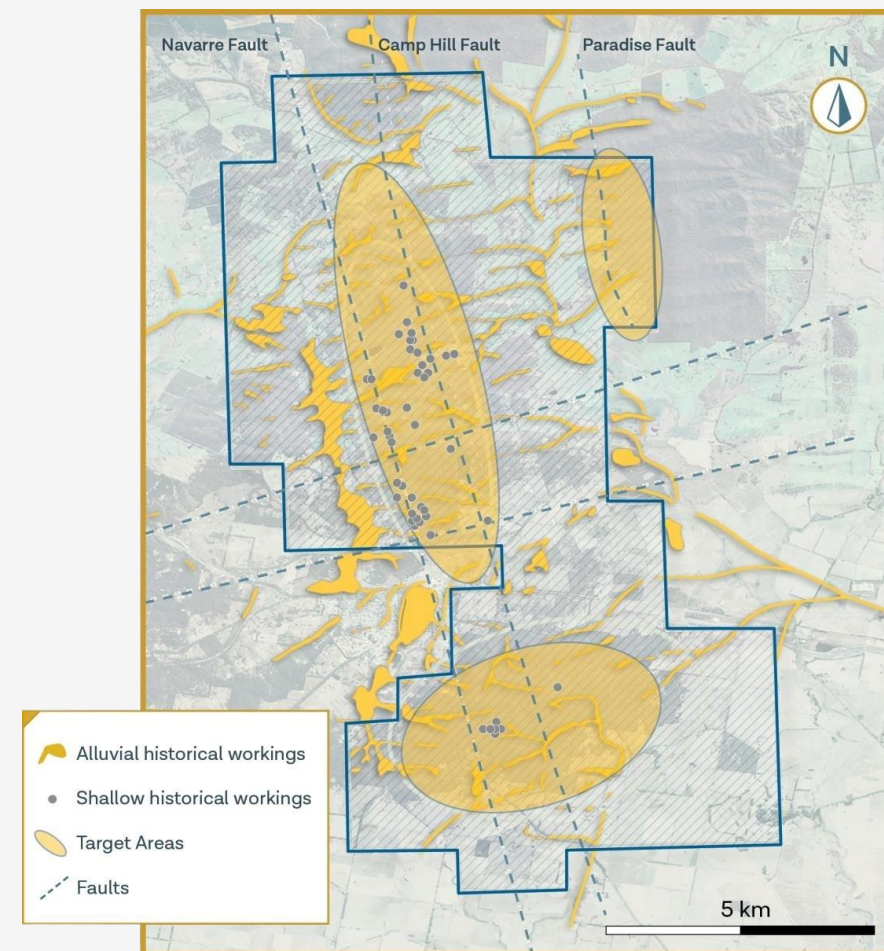 Navarre Fault
Camp Hill Fault
Paradise Fault
N
Alluvial historical workings
Shallow historical workings
Target Areas
Faults
5 km